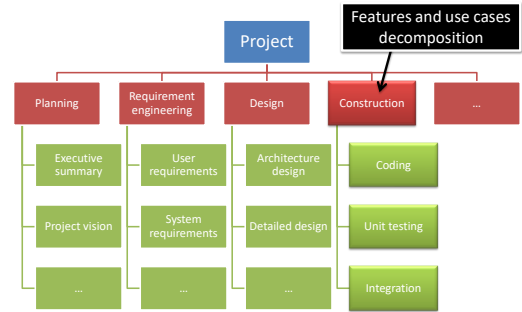 Features and use cases
decomposition
Project
Planning
Requirement
engineering
Design
Construction
...
Executive
summary
User
requirements
Architecture
design
Coding
Project vision
System
requirements
Detailed design
Unit testing
...
...
...
Integration